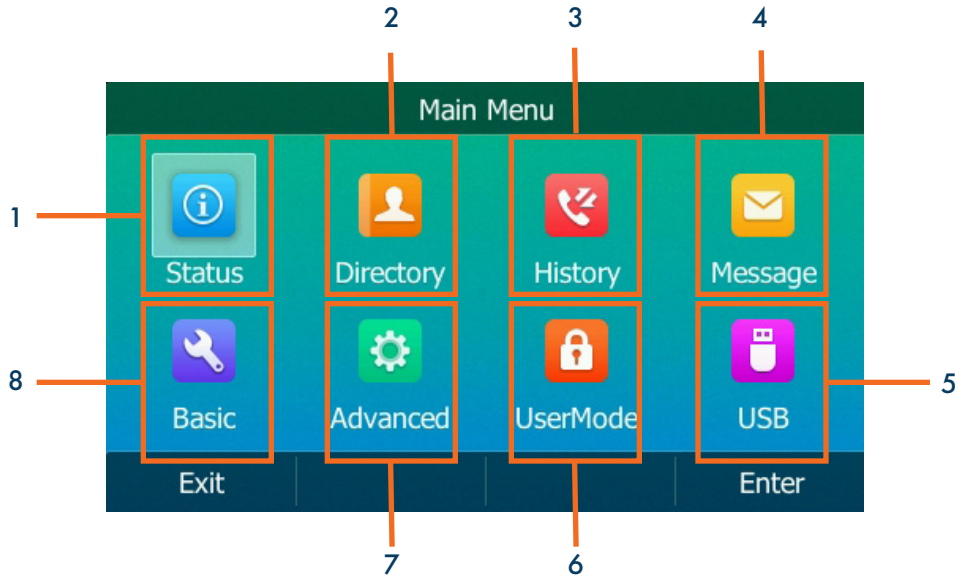 2 3 4
Main Menu
1
Status Directory History Message
8 5
Basic Advanced UserMode USB
Exit Enter
7 6